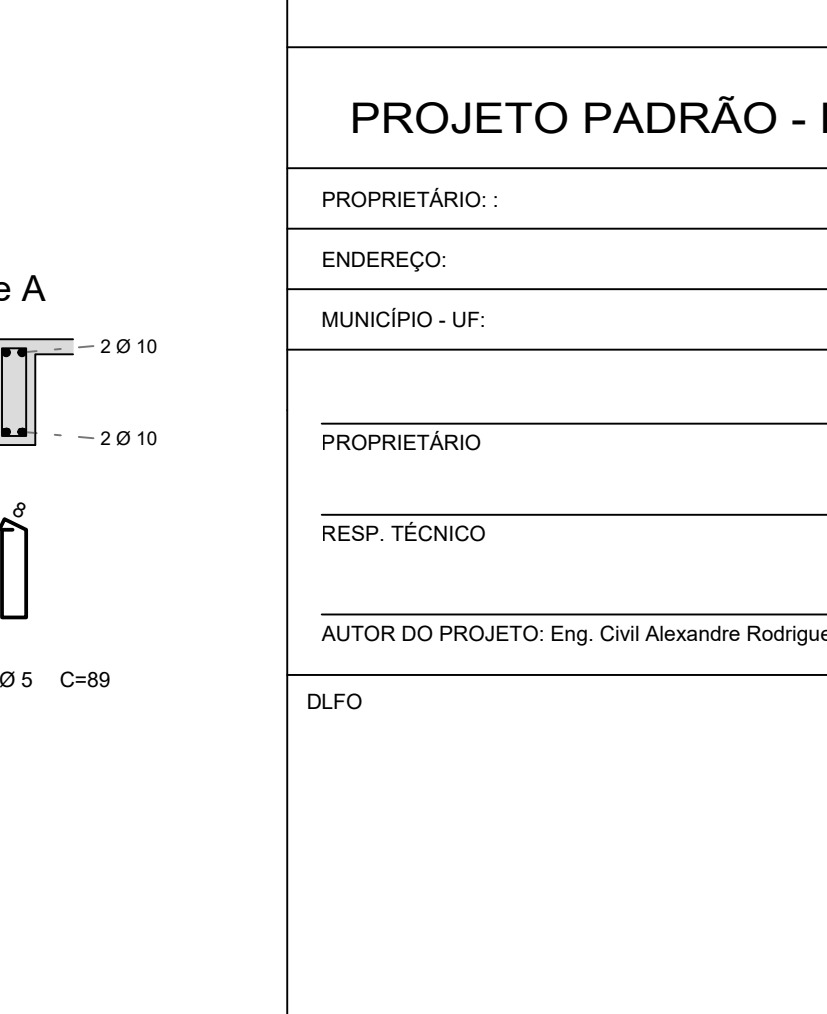 e A
2 Ø 10
2 Ø 10
8
Ø 5 C=89
PROJETO PADRÃO -
PROPRIETÁRIO: :
ENDEREÇO:
MUNICÍPIO - UF:
PROPRIETÁRIO
RESP. TÉCNICO
AUTOR DO PROJETO: Eng. Civil Alexandre Rodrigue
DLFO